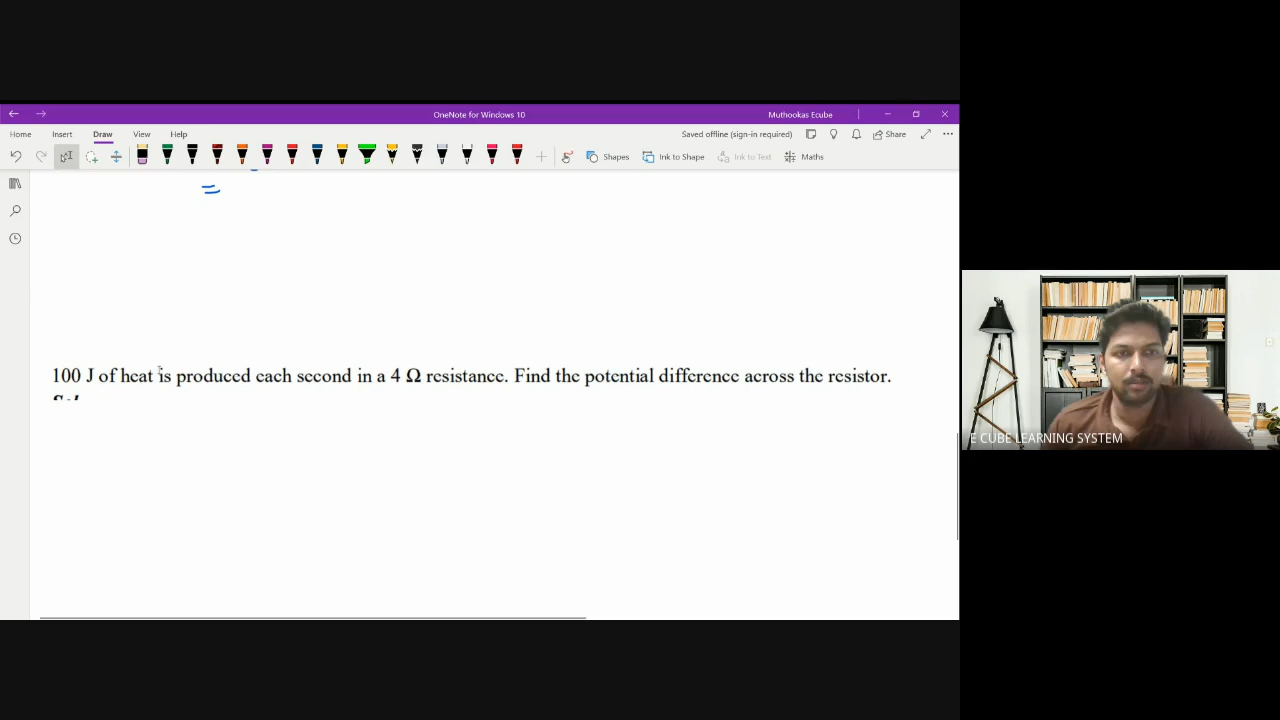 OneNote for Windows 10
Muthookas Ecube
Home Insert Draw View Help
Saved offline (sign-in required)
Share
Shapes
Ink to Shape
Ink to Text
Maths
=
100 J of heat is produced each second in a 4 Ω resistance. Find the potential difference across the resistor.
E CUBE LEARNING SYSTEM